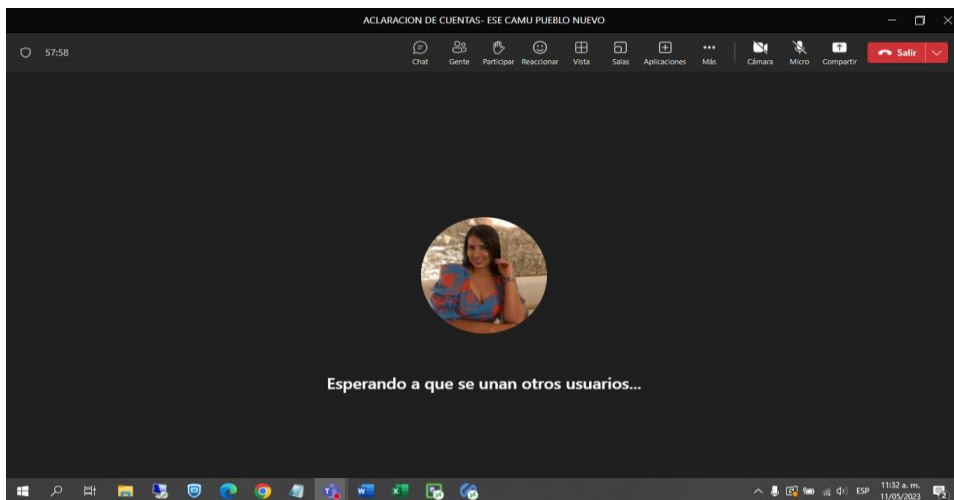 ACLARACION DE CUENTAS- ESE CAMU PUEBLO NUEVO
57:58
Chat Gente Participar Reaccionar Vista Salas Aplicaciones Más Cámara Micro Compartir Salir
Esperando a que se unan otros usuarios...
ESP 11:32 a. m.
11/05/2023